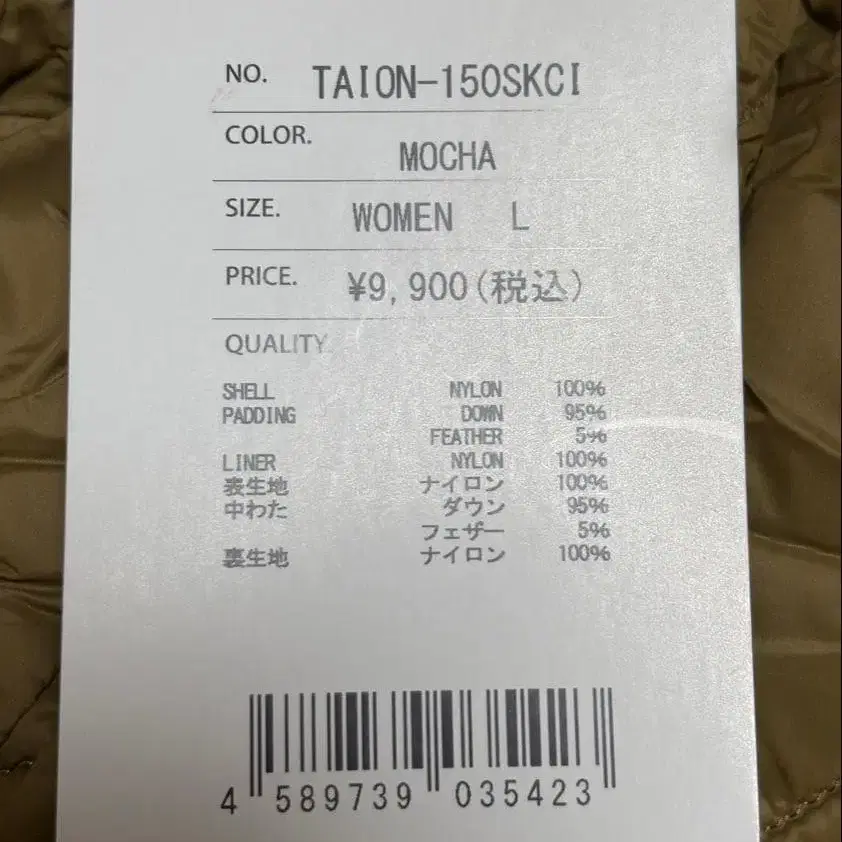 NO. TAION-150SKCI
COLOR. MOCHA
SIZE. WOMEN L
PRICE. ¥9,900(税込)
QUALITY.
SHELL NYLON 100%
PADDING DOWN 95%
FEATHER 5%
LINER NYLON 100%
表生地 ナイロン 100%
中わた ダウン 95%
フェザー 5%
裏生地 ナイロン 100%
4 589739 035423